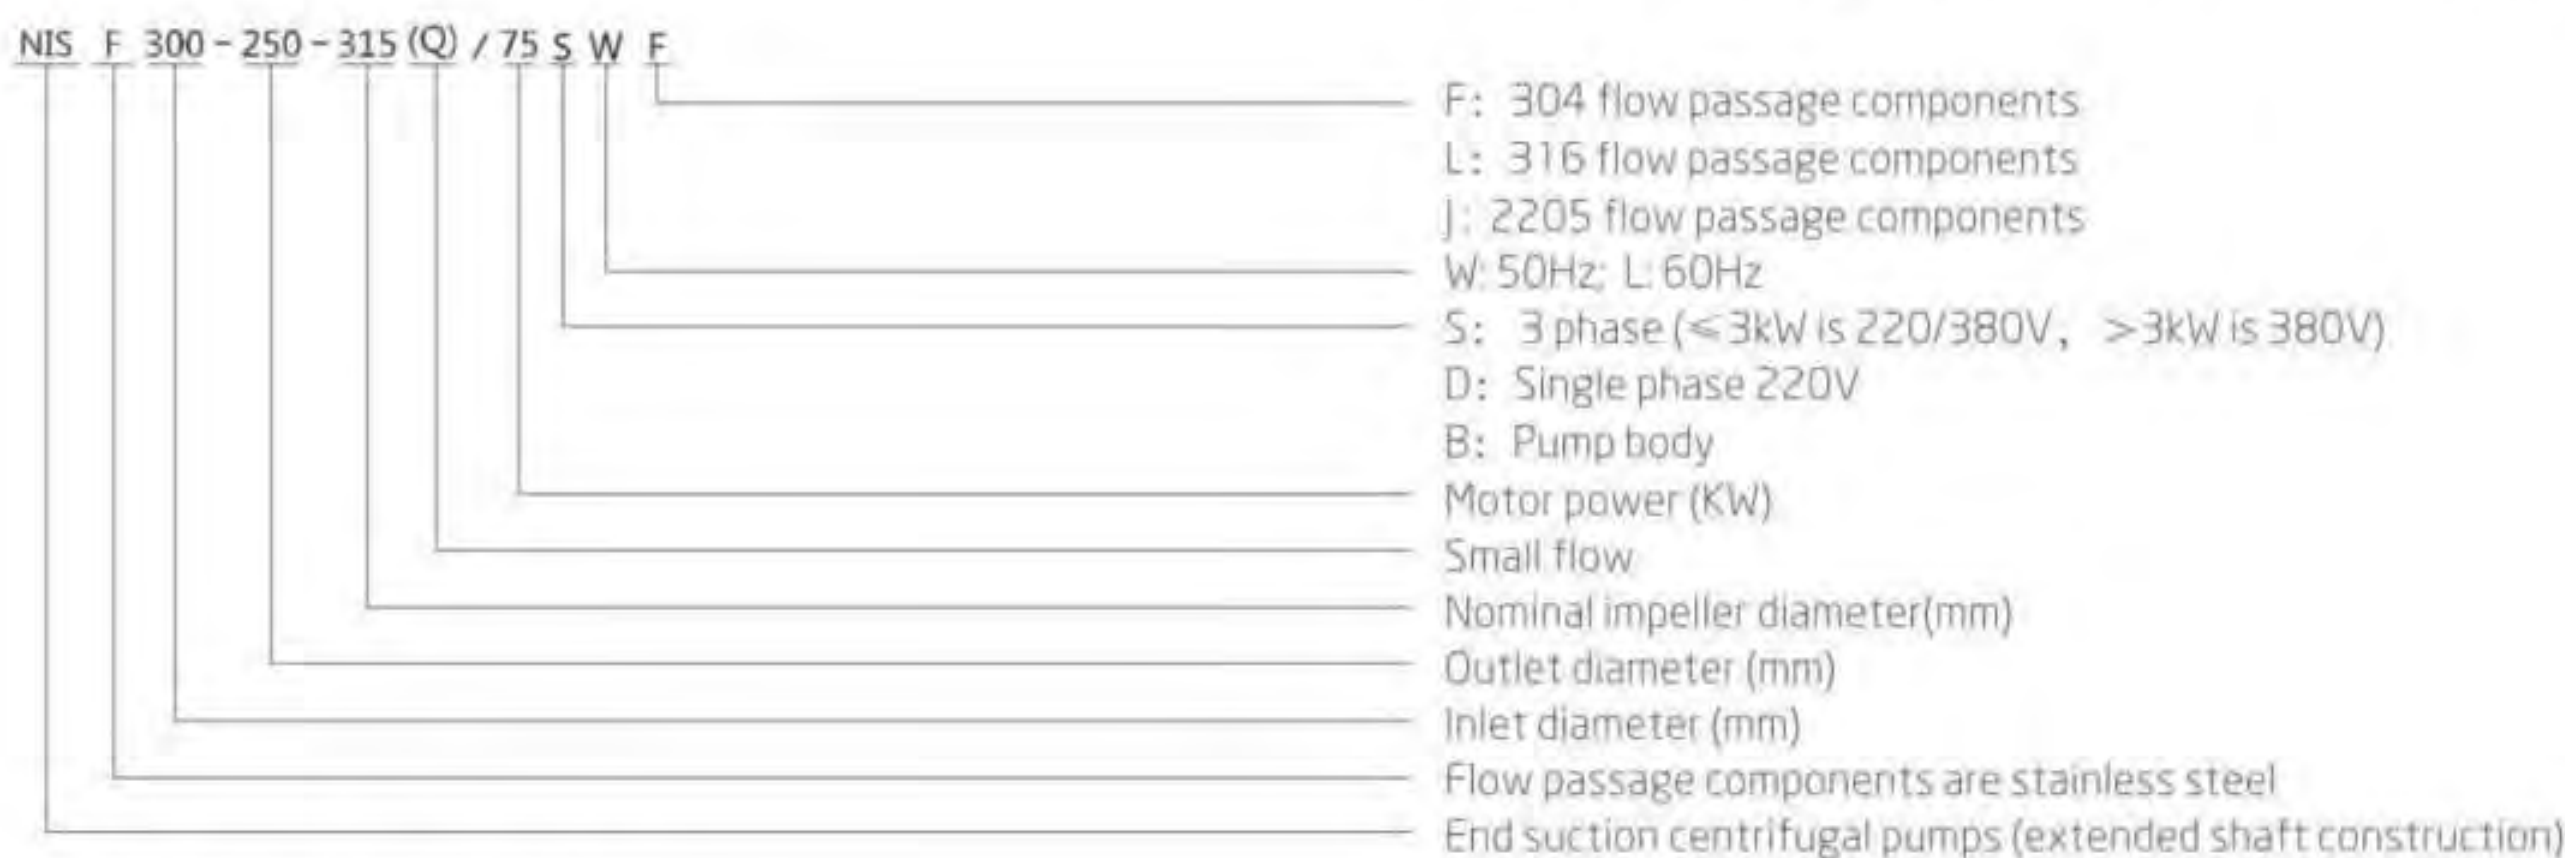 NIS F 300 - 250 - 315 (Q) / 75 S W F
F: 304 flow passage components
L: 316 flow passage components
J: 2205 flow passage components
W: 50Hz; L: 60Hz
S: 3 phase (≤3kW is 220/380V, >3kW is 380V)
D: Single phase 220V
B: Pump body
Motor power (KW)
Small flow
Nominal impeller diameter(mm)
Outlet diameter (mm)
Inlet diameter (mm)
Flow passage components are stainless steel
End suction centrifugal pumps (extended shaft construction)